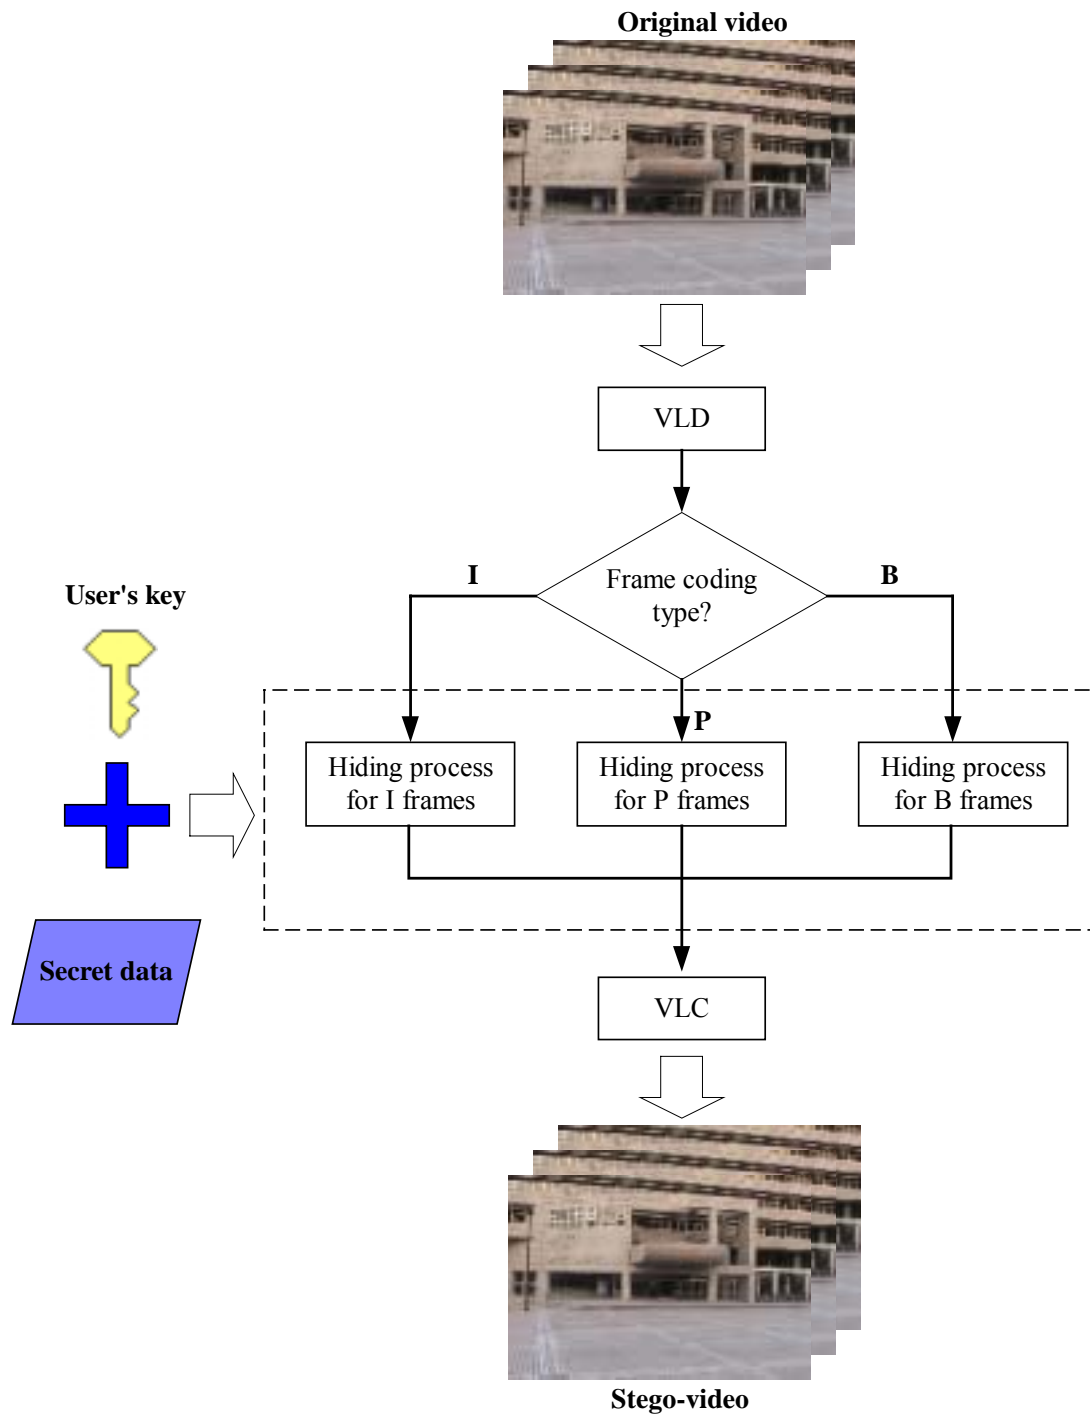 Original video
VLD
Frame coding
type?
I
B
P
User's key
Hiding process
for I frames
Hiding process
for P frames
Hiding process
for B frames
Secret data
VLC
Stego-video